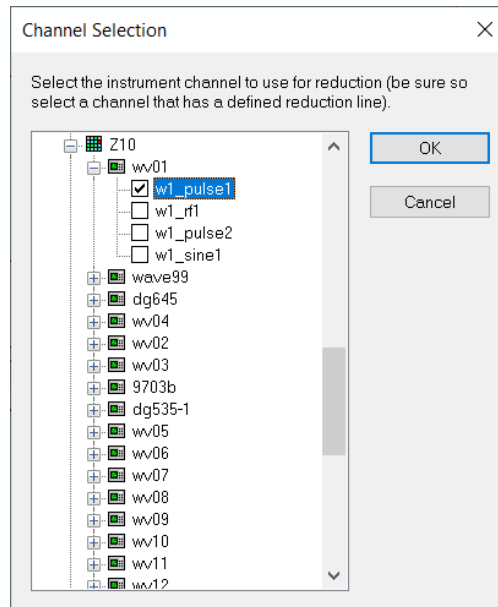 Channel Selection
Select the instrument channel to use for reduction (be sure so
select a channel that has a defined reduction line).
Z10
wv01
w1_pulse1
w1_rf1
w1_pulse2
w1_sine1
wave99
dg645
wv04
wv02
wv03
9703b
dg535-1
wv05
wv06
wv07
wv08
wv09
wv10
wv11
wv12
OK
Cancel